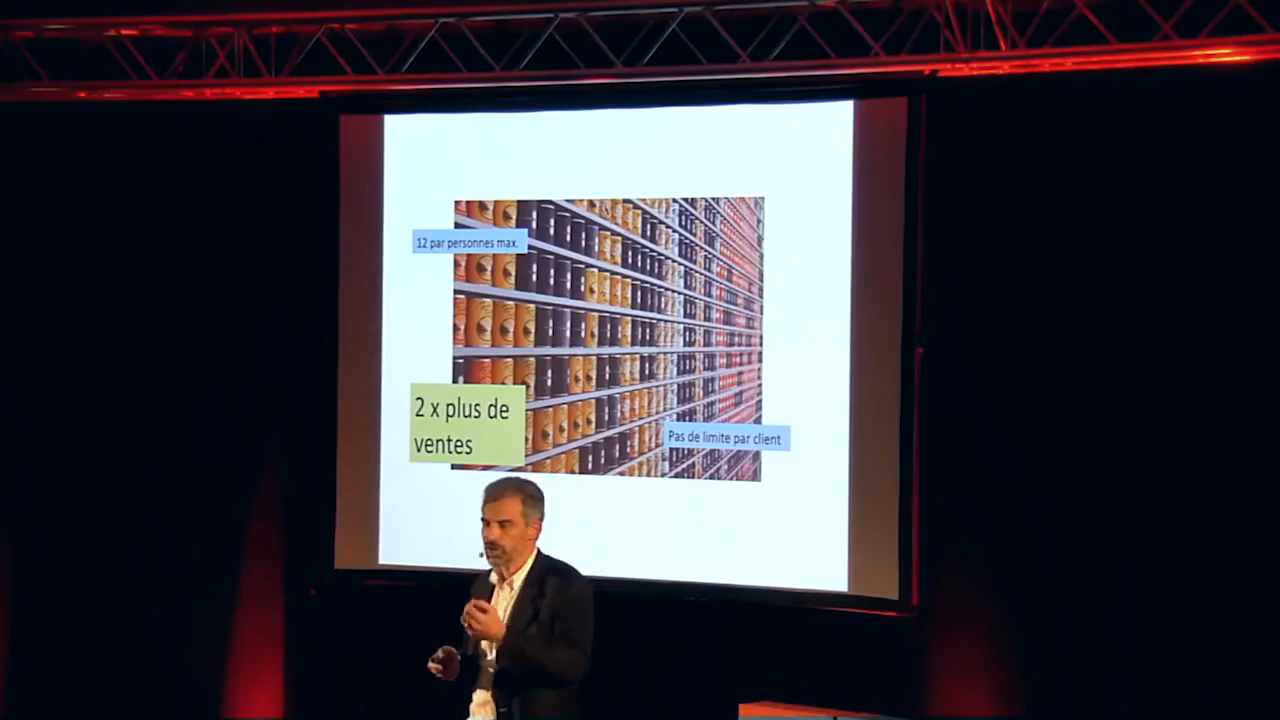 12 par personnes max.
2 x plus de
ventes
Pas de limite par client